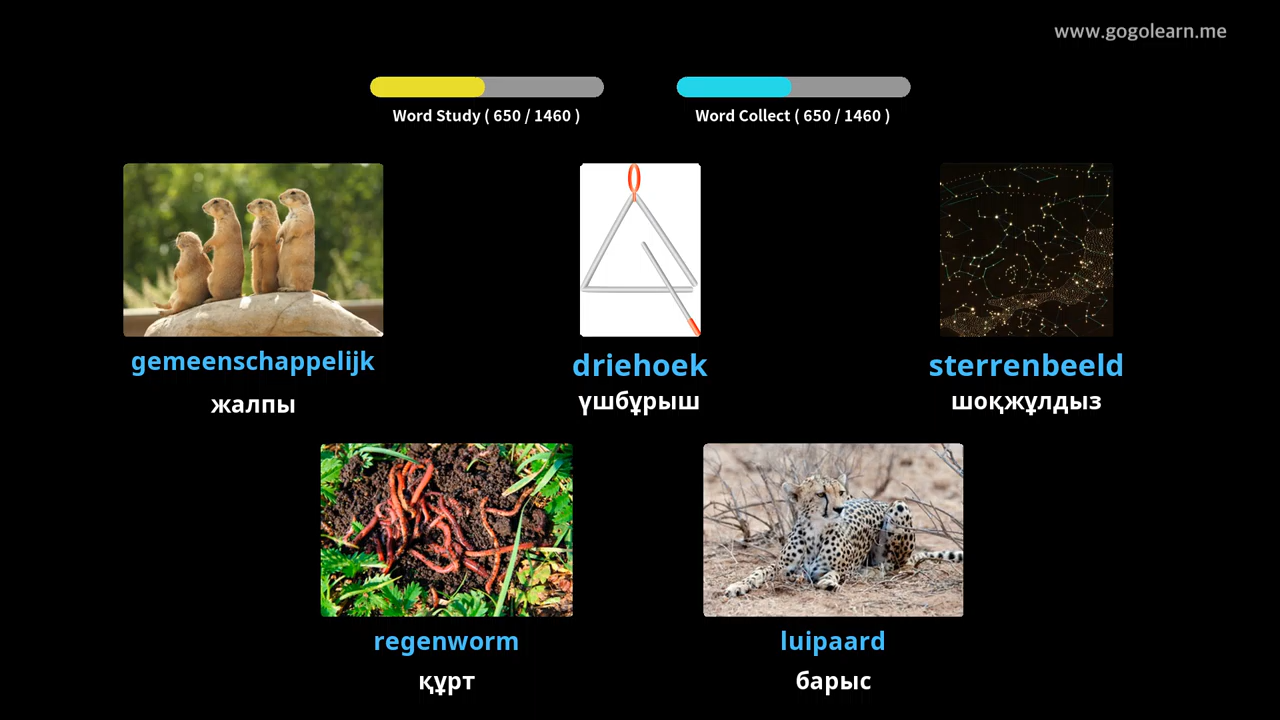 www.gogolearn.me
Word Study ( 650 / 1460 )
Word Collect ( 650 / 1460 )
gemeenschappelijk
жалпы
driehoek
үшбұрыш
sterrenbeeld
шоқжұлдыз
regenworm
құрт
luipaard
барыс